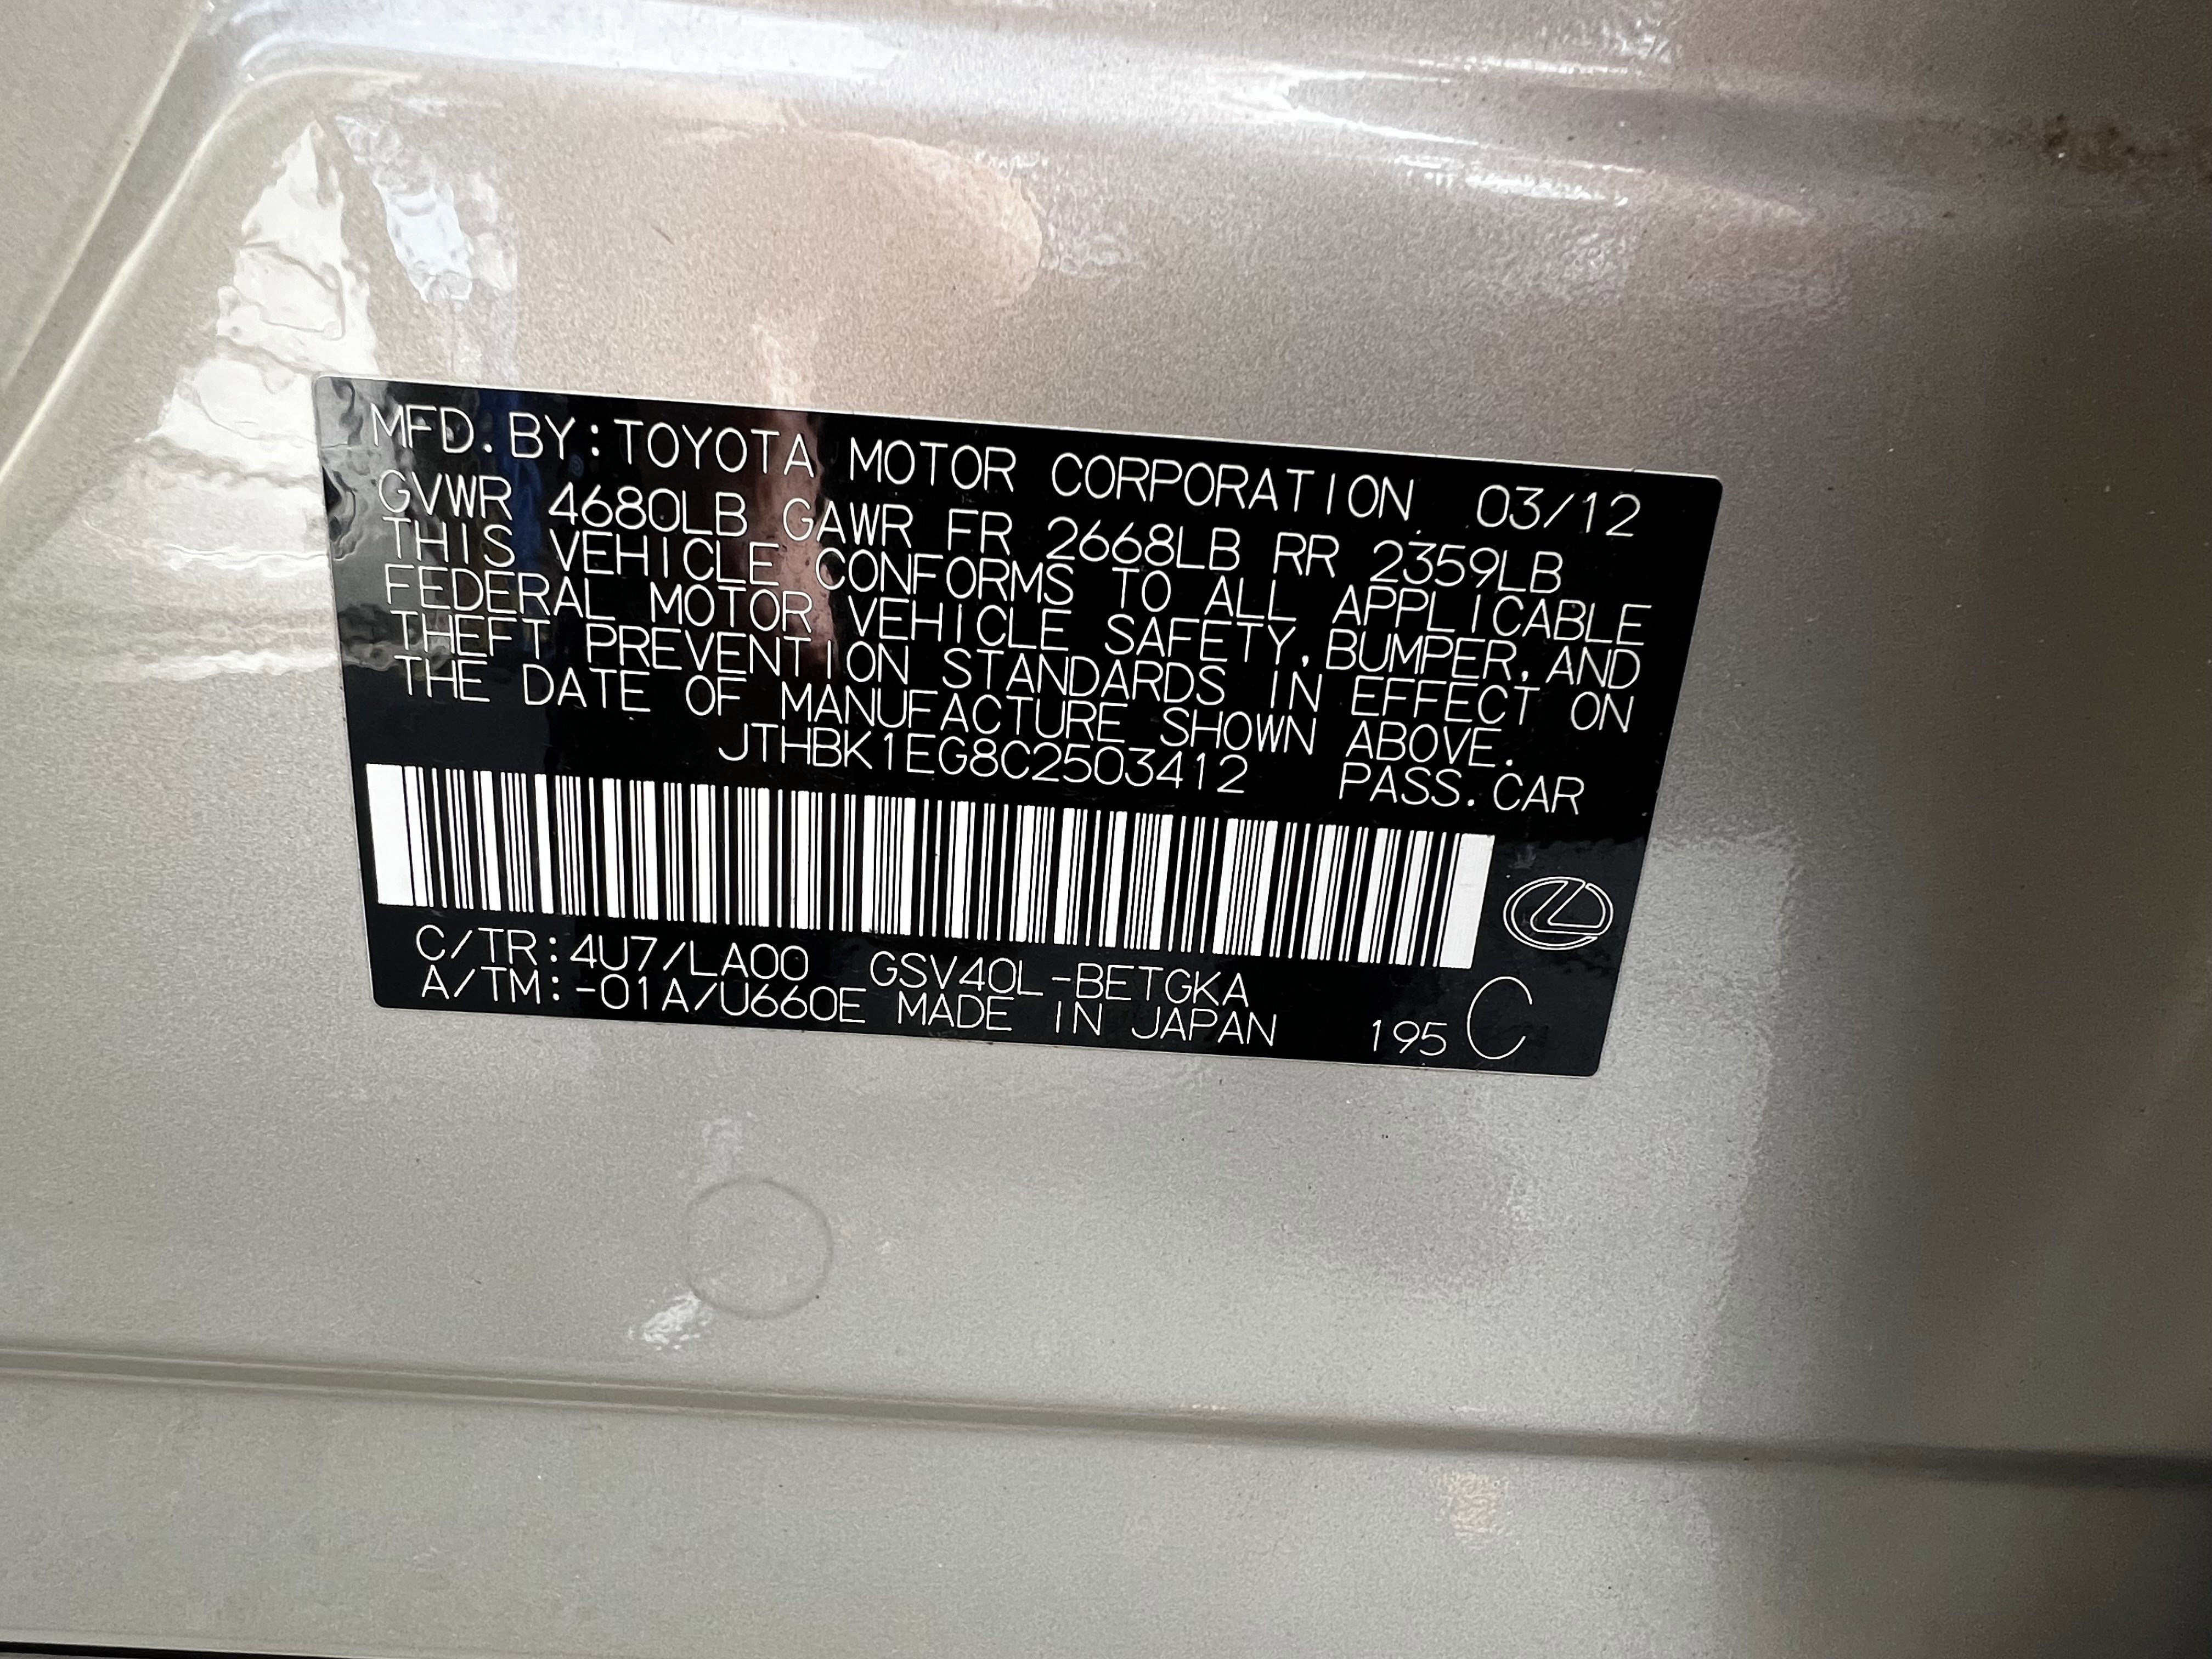 MFD. BY: TOYOTA MOTOR CORPORATION 03/12
GVWR 4680LB GAWR FR 2668LB RR 2359LB
THIS VEHICLE CONFORMS TO ALL APPLICABLE
FEDERAL MOTOR VEHICLE SAFETY, BUMPER, AND
THEFT PREVENTION STANDARDS IN EFFECT ON
THE DATE OF MANUFACTURE SHOWN ABOVE.
JTHBK1EG8C2503412 PASS. CAR
C/TR: 4U7/LA00 GSV40L-BETGKA
A/TM: -01A/U660E MADE IN JAPAN 195 C